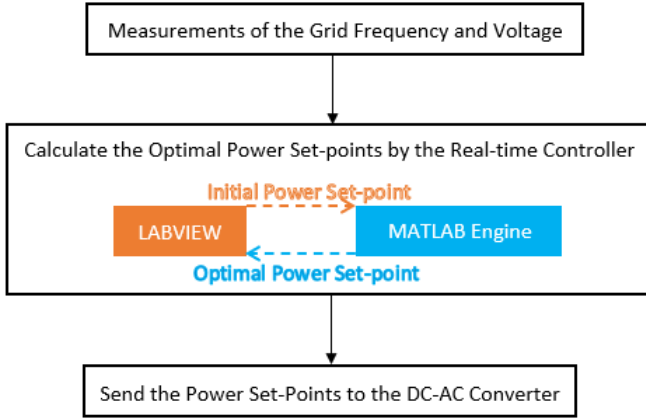 Measurements of the Grid Frequency and Voltage
Calculate the Optimal Power Set-points by the Real-time Controller
Initial Power Set-point
LABVIEW
MATLAB Engine
Optimal Power Set-point
Send the Power Set-Points to the DC-AC Converter